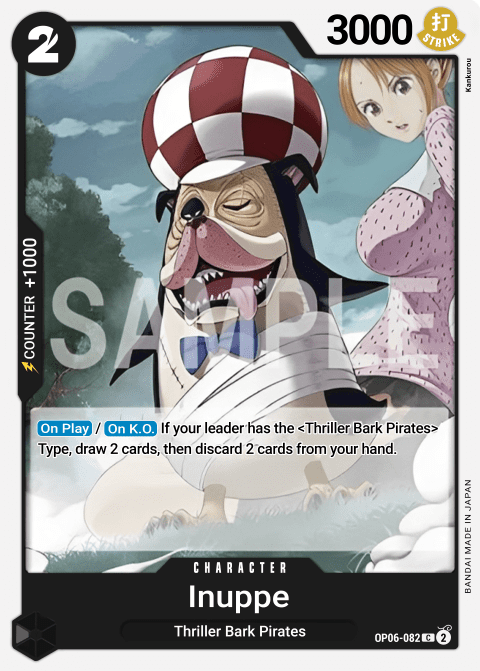 2
3000
打
STRIKE
Kankurou
COUNTER +1000
SAMPLE
On Play / On K.O. If your leader has the <Thriller Bark Pirates>
Type, draw 2 cards, then discard 2 cards from your hand.
BANDAI MADE IN JAPAN
CHARACTER
Inuppe
Thriller Bark Pirates
OP06-082 C 2